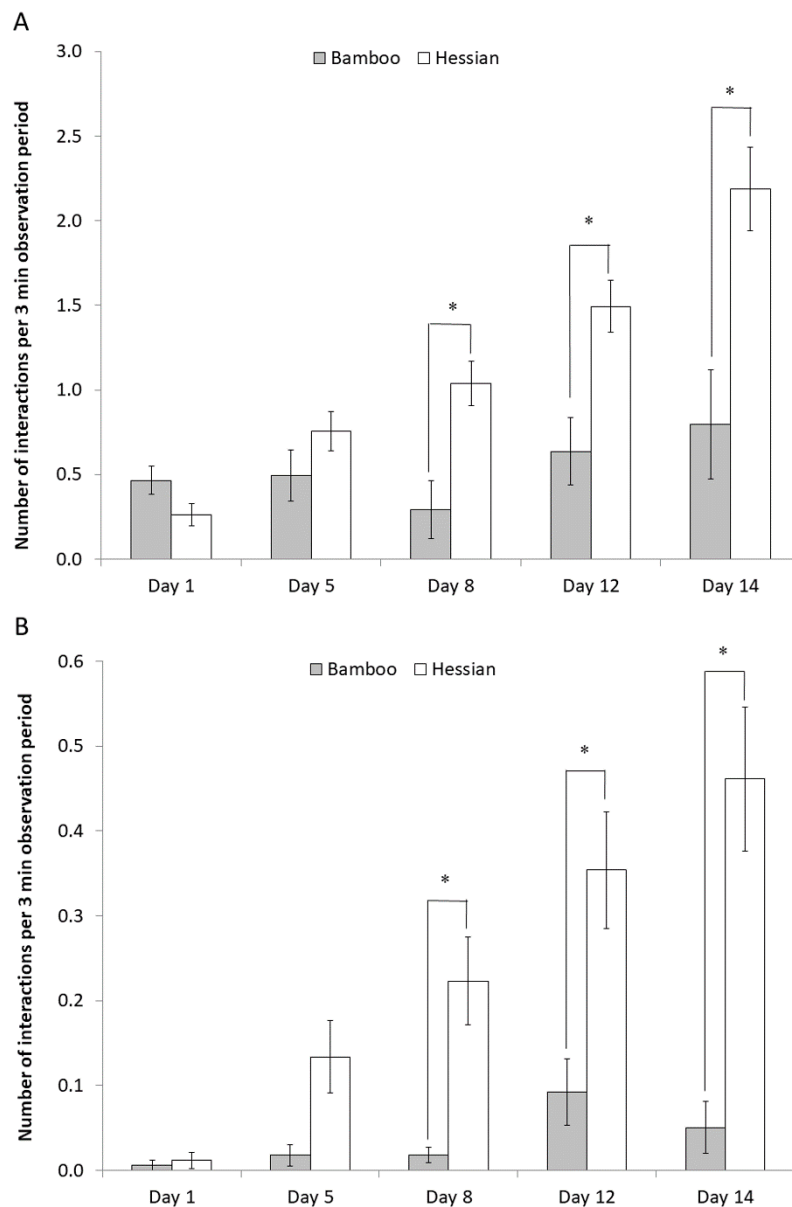 A
Bamboo Hessian
Number of interactions per 3 min observation period
3.0
2.5
2.0
1.5
1.0
0.5
0.0
*
*
*
Day 1 Day 5 Day 8 Day 12 Day 14
B
Bamboo Hessian
Number of interactions per 3 min observation period
0.6
0.5
0.4
0.3
0.2
0.1
0.0
*
*
*
Day 1 Day 5 Day 8 Day 12 Day 14